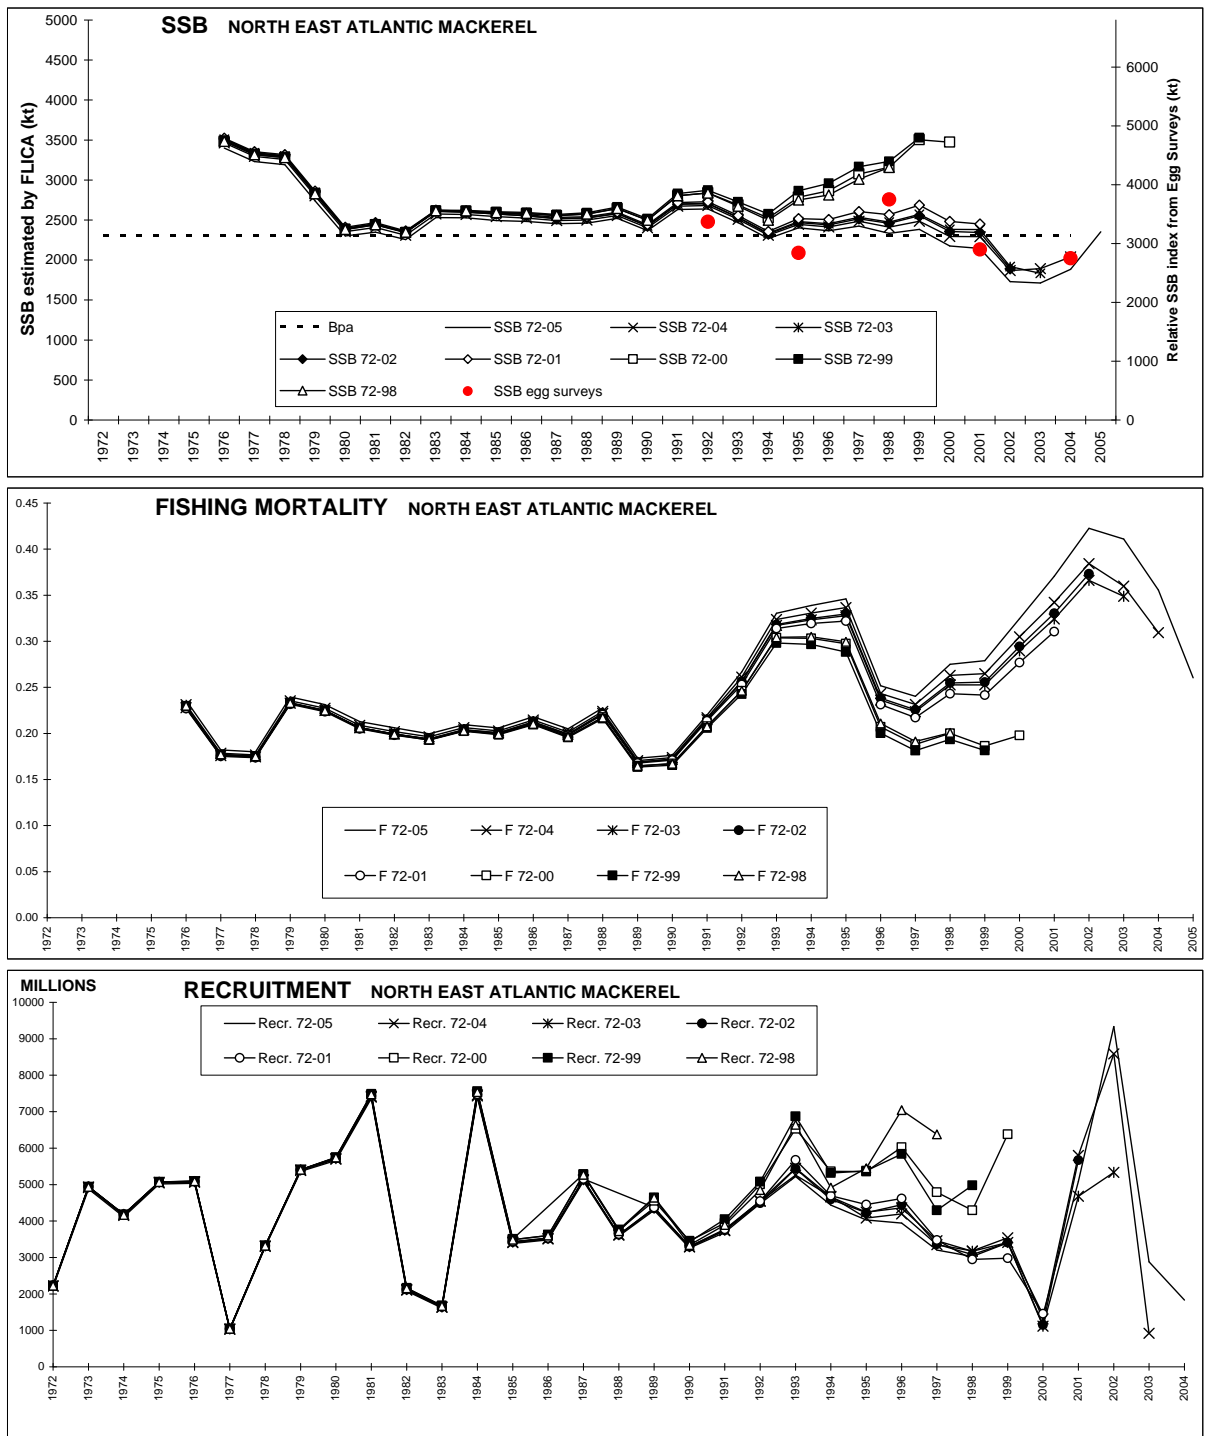 SSB NORTH EAST ATLANTIC MACKEREL
SSB estimated by FLICA (kt)
5000
4500
4000
3500
3000
2500
2000
1500
1000
500
0
Relative SSB index from Egg Surveys (kt)
6000
5000
4000
3000
2000
1000
0
Bpa SSB 72-05 SSB 72-04 SSB 72-03
SSB 72-02 SSB 72-01 SSB 72-00 SSB 72-99
SSB 72-98 SSB egg surveys
1972 1973 1974 1975 1976 1977 1978 1979 1980 1981 1982 1983 1984 1985 1986 1987 1988 1989 1990 1991 1992 1993 1994 1995 1996 1997 1998 1999 2000 2001 2002 2003 2004 2005
FISHING MORTALITY NORTH EAST ATLANTIC MACKEREL
0.45
0.40
0.35
0.30
0.25
0.20
0.15
0.10
0.05
0.00
F 72-05 F 72-04 F 72-03 F 72-02
F 72-01 F 72-00 F 72-99 F 72-98
1972 1973 1974 1975 1976 1977 1978 1979 1980 1981 1982 1983 1984 1985 1986 1987 1988 1989 1990 1991 1992 1993 1994 1995 1996 1997 1998 1999 2000 2001 2002 2003 2004 2005
MILLIONS
RECRUITMENT NORTH EAST ATLANTIC MACKEREL
10000
9000
8000
7000
6000
5000
4000
3000
2000
1000
0
Recr. 72-05 Recr. 72-04 Recr. 72-03 Recr. 72-02
Recr. 72-01 Recr. 72-00 Recr. 72-99 Recr. 72-98
1972 1973 1974 1975 1976 1977 1978 1979 1980 1981 1982 1983 1984 1985 1986 1987 1988 1989 1990 1991 1992 1993 1994 1995 1996 1997 1998 1999 2000 2001 2002 2003 2004